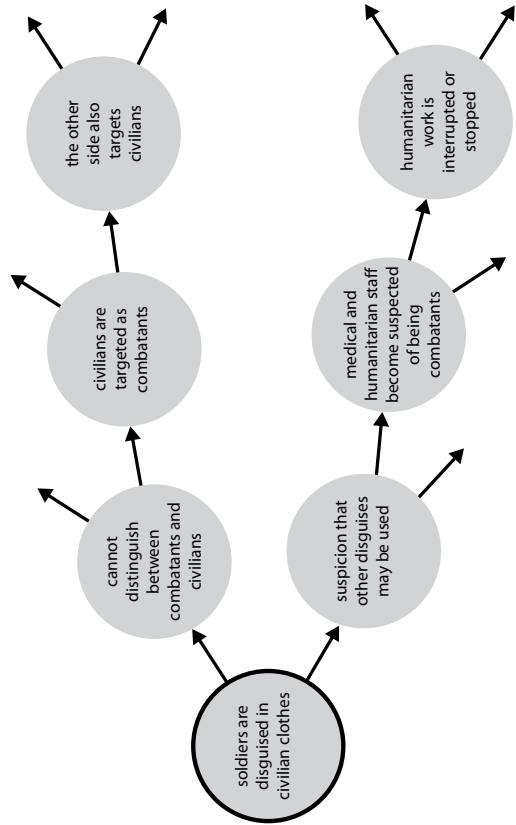 soldiers are
disguised in
civilian clothes
cannot
distinguish
between
combatants and
civilians
civilians are
targeted as
combatants
the other
side also
targets
civilians
suspicion that
other disguises
may be used
medical and
humanitarian staff
become suspected
of being
combatants
humanitarian
work is
interrupted or
stopped